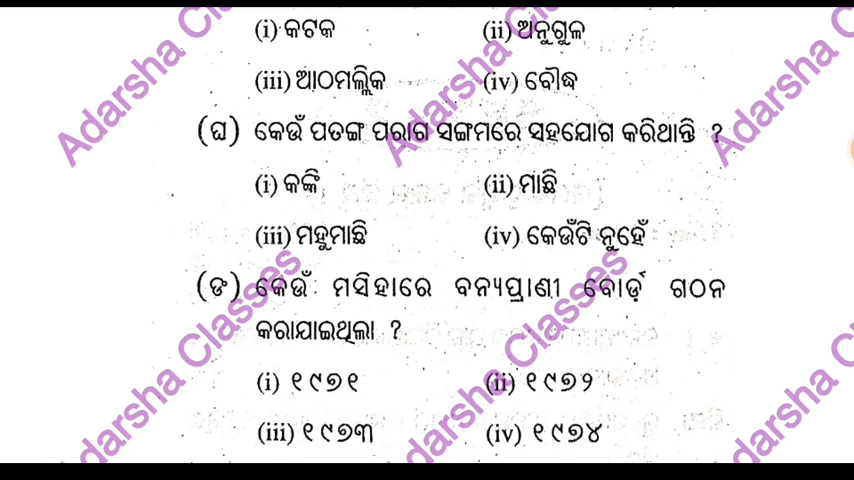 (i) କଟକ (ii) ଅନୁଗୁଳ
(iii) ଆଠମଲ୍ଲିକ (iv) ବୌଦ୍ଧ
(ଘ) କେଉଁ ପତଙ୍ଗ ପରାଗ ସଙ୍ଗମରେ ସହଯୋଗ କରିଥାନ୍ତି ?
(i) କଙ୍କି (ii) ମାଛି
(iii) ମହୁମାଛି (iv) କେଉଁଟି ନୁହେଁ
(ଙ) କେଉଁ ମସିହାରେ ବନ୍ୟପ୍ରାଣୀ ବୋର୍ଡ଼ ଗଠନ
କରାଯାଇଥିଲା ?
(i) ୧୯୭୧ (ii) ୧୯୭୨
(iii) ୧୯୭୩ (iv) ୧୯୭୪
Adarsha Classes